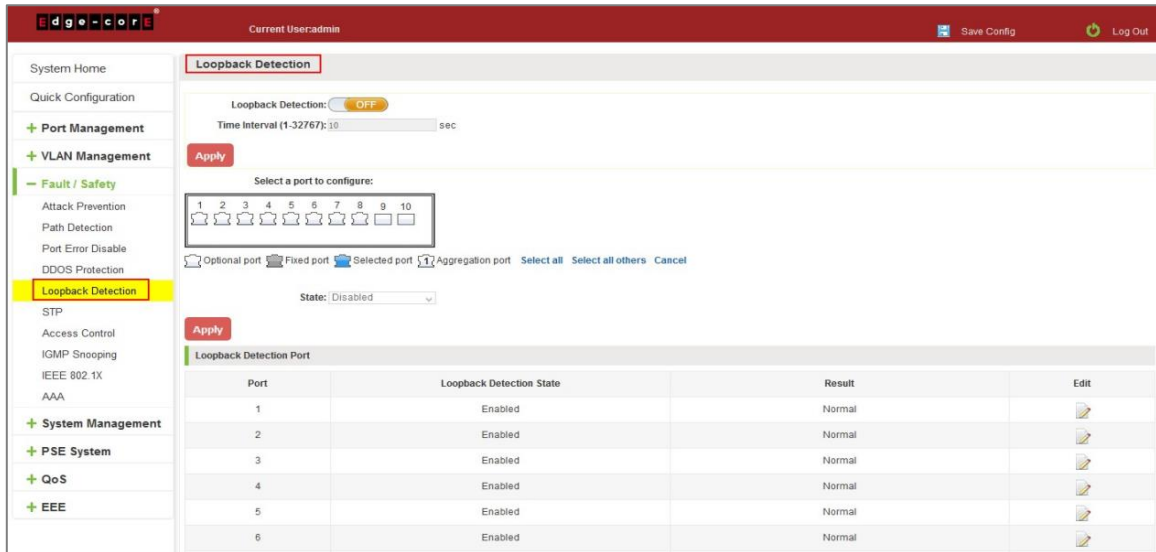 Edge-corE®
Current User:admin
Save Config
Log Out
System Home
Quick Configuration
+ Port Management
+ VLAN Management
− Fault / Safety
Attack Prevention
Path Detection
Port Error Disable
DDOS Protection
Loopback Detection
STP
Access Control
IGMP Snooping
IEEE 802.1X
AAA
+ System Management
+ PSE System
+ QoS
+ EEE
Loopback Detection
Loopback Detection: OFF
Time Interval (1-32767): 10 sec
Apply
Select a port to configure:
1 2 3 4 5 6 7 8 9 10
Optional port Fixed port Selected port 1 Aggregation port Select all Select all others Cancel
State: Disabled
Apply
Loopback Detection Port
Port Loopback Detection State Result Edit
1 Enabled Normal
2 Enabled Normal
3 Enabled Normal
4 Enabled Normal
5 Enabled Normal
6 Enabled Normal